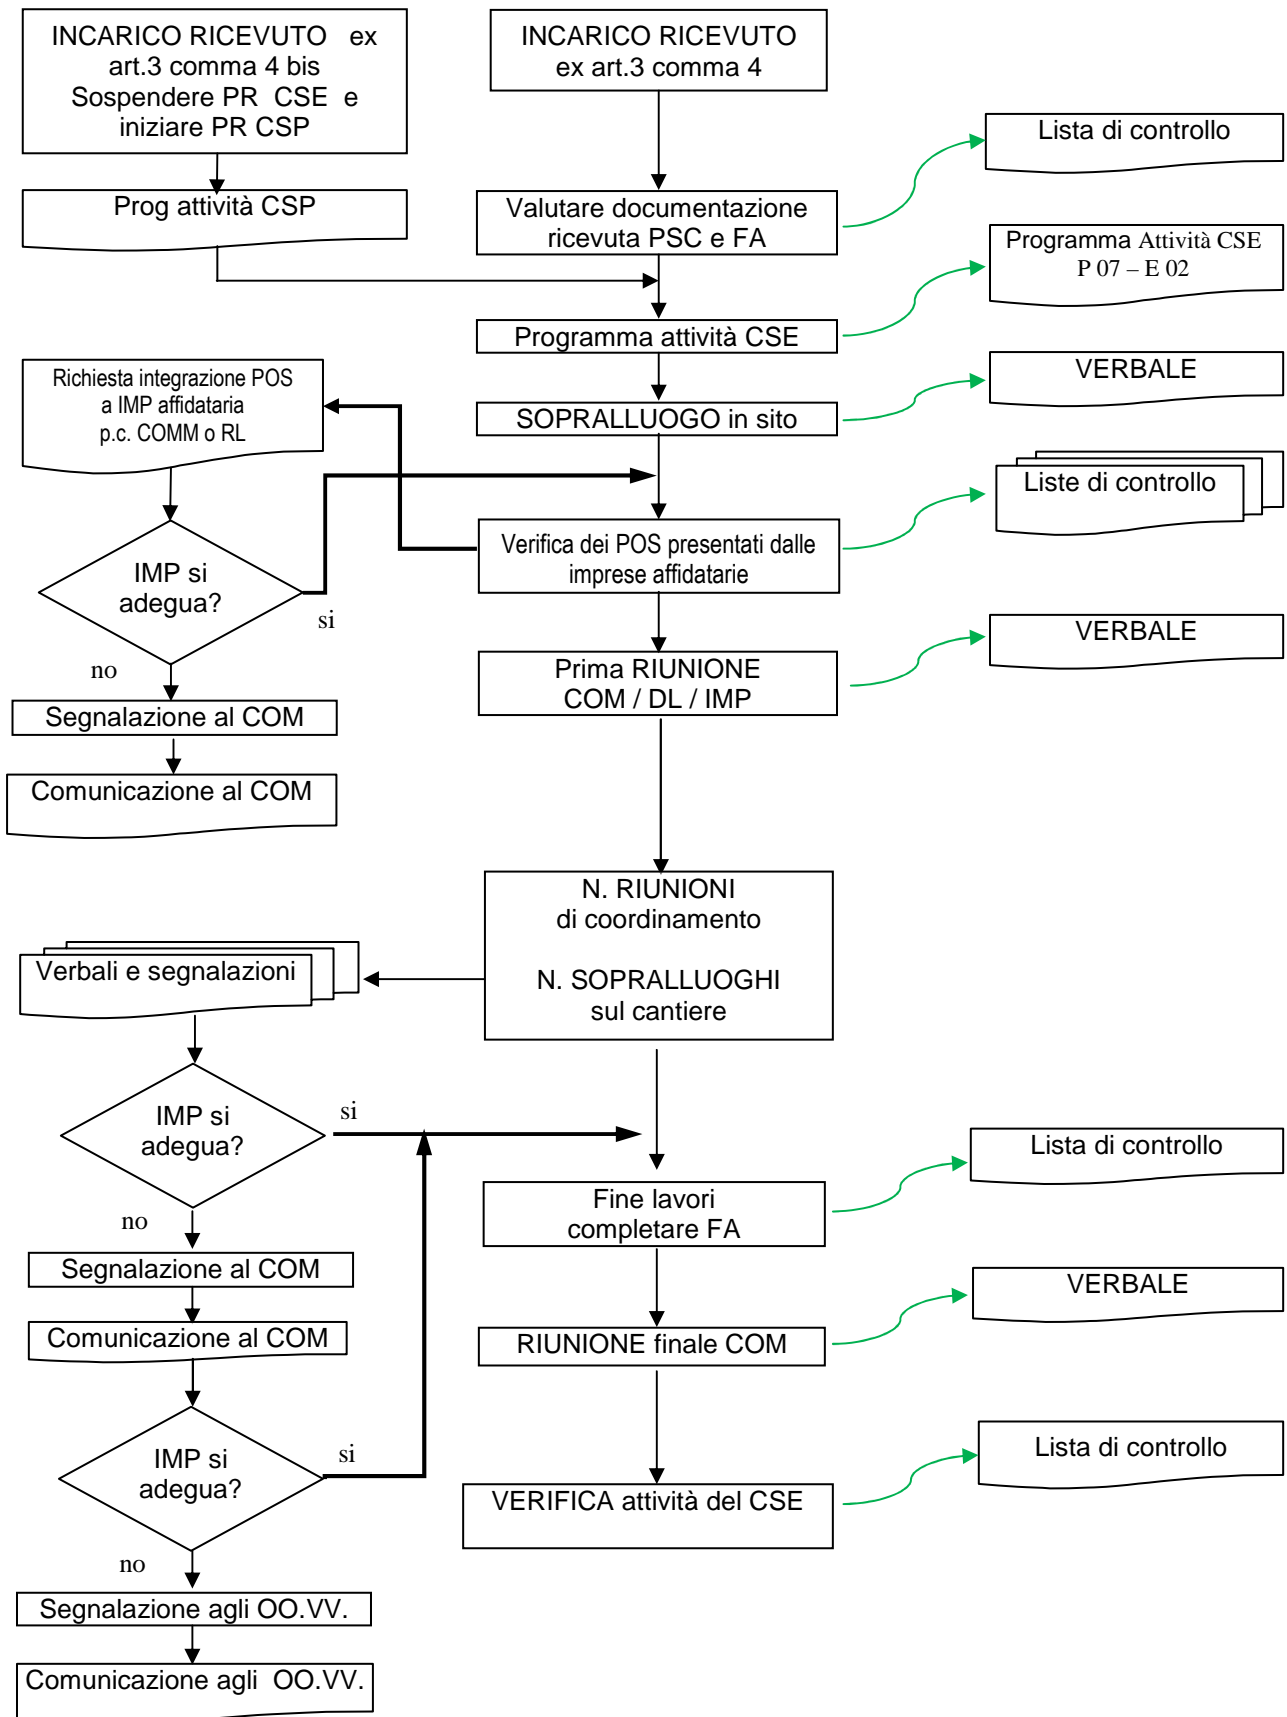 INCARICO RICEVUTO ex
art.3 comma 4 bis
Sospendere PR CSE e
iniziare PR CSP
INCARICO RICEVUTO
ex art.3 comma 4
Lista di controllo
Prog attività CSP
Valutare documentazione
ricevuta PSC e FA
Programma Attività CSE
P 07 – E 02
Programma attività CSE
VERBALE
Richiesta integrazione POS
a IMP affidataria
p.c. COMM o RL
SOPRALLUOGO in sito
Liste di controllo
Verifica dei POS presentati dalle
imprese affidatarie
IMP si
adegua?
si
no
VERBALE
Prima RIUNIONE
COM / DL / IMP
Segnalazione al COM
Comunicazione al COM
N. RIUNIONI
di coordinamento
N. SOPRALLUOGHI
sul cantiere
Verbali e segnalazioni
IMP si
adegua?
si
no
Lista di controllo
Fine lavori
completare FA
Segnalazione al COM
VERBALE
Comunicazione al COM
RIUNIONE finale COM
IMP si
adegua?
si
no
Lista di controllo
VERIFICA attività del CSE
Segnalazione agli OO.VV.
Comunicazione agli OO.VV.